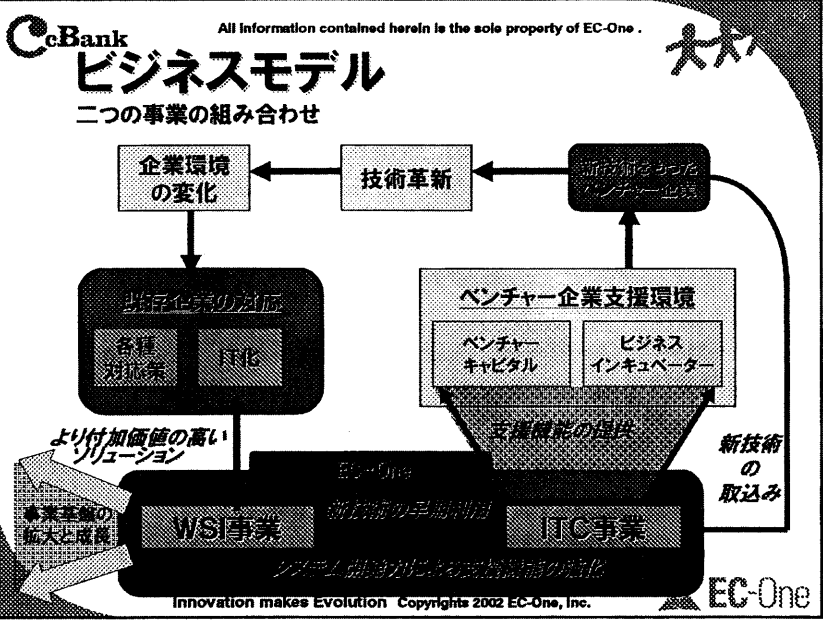 CcBank
All information contained herein is the sole property of EC-One .
ビジネスモデル
二つの事業の組み合わせ
企業環境
の変化
技術革新
新技術をもった
ベンチャー企業
既存企業の対応
各種
対応策
IT化
ベンチャー企業支援環境
ベンチャー
キャピタル
ビジネス
インキュベーター
支援機能の提供
より付加価値の高い
ソリューション
新技術
の
取込み
EC-One
事業基盤の
拡大と成長
WSI事業
新技術の早期利用
ITC事業
システム構築力による支援機能の強化
Innovation makes Evolution Copyrights 2002 EC-One, Inc.
EC-One